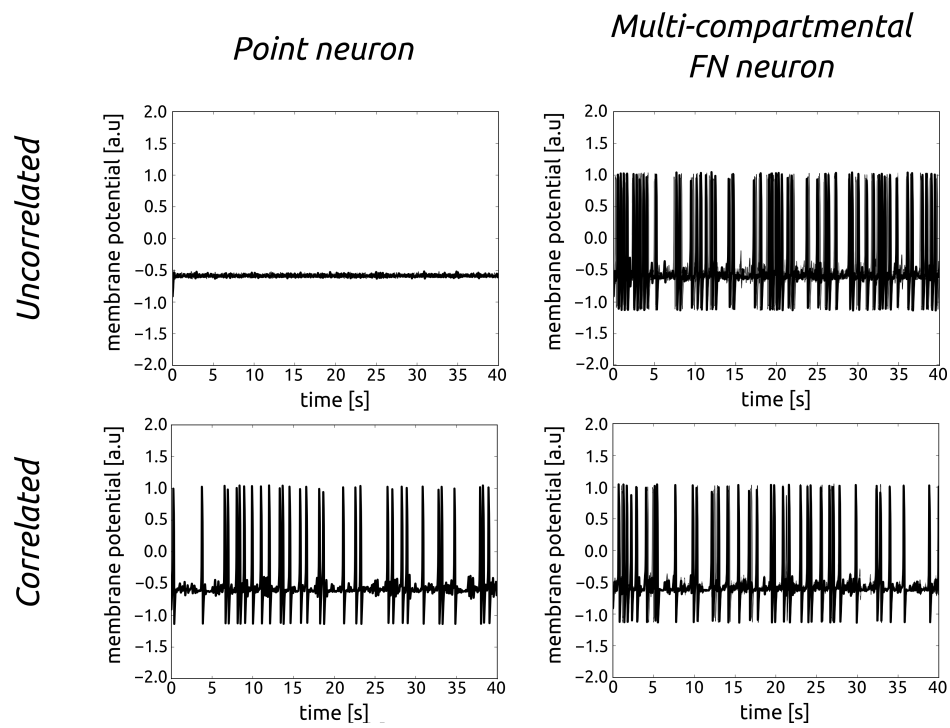 Point neuron
Multi-compartmental
FN neuron
Uncorrelated
membrane potential [a.u]
2.0
1.5
1.0
0.5
0.0
−0.5
−1.0
−1.5
−2.0
0 5 10 15 20 25 30 35 40
time [s]
membrane potential [a.u]
2.0
1.5
1.0
0.5
0.0
−0.5
−1.0
−1.5
−2.0
0 5 10 15 20 25 30 35 40
time [s]
Correlated
membrane potential [a.u]
2.0
1.5
1.0
0.5
0.0
−0.5
−1.0
−1.5
−2.0
0 5 10 15 20 25 30 35 40
time [s]
membrane potential [a.u]
2.0
1.5
1.0
0.5
0.0
−0.5
−1.0
−1.5
−2.0
0 5 10 15 20 25 30 35 40
time [s]